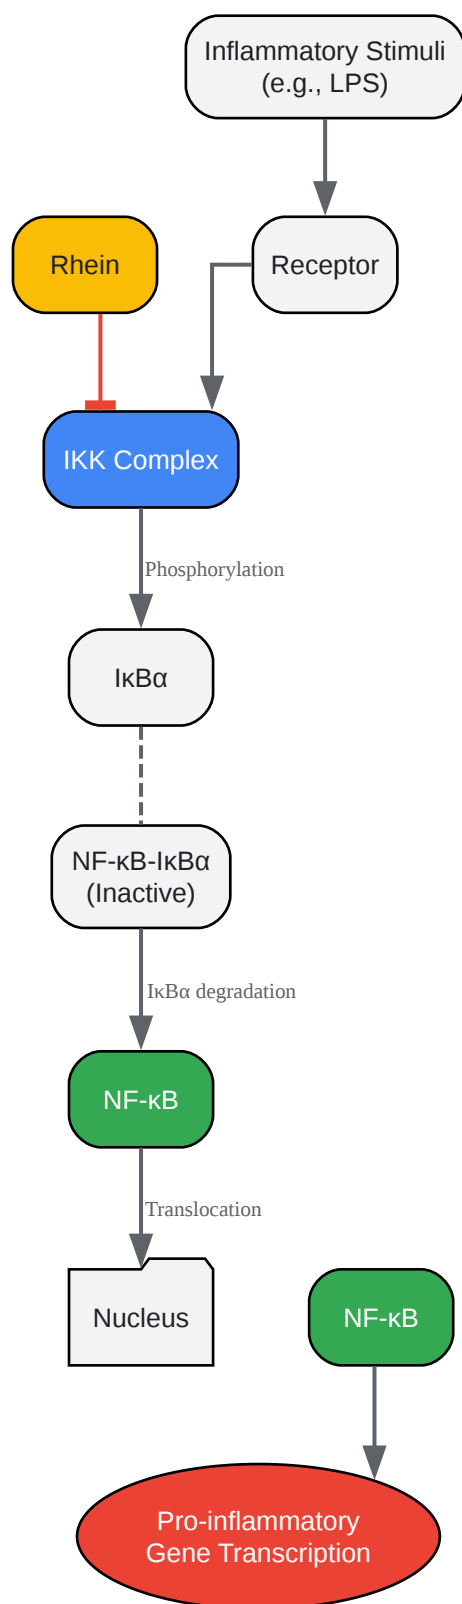 Inflammatory Stimuli
(e.g., LPS)
Rhein
Receptor
IKK Complex
Phosphorylation
IκBα
NF-κB-IκBα
(Inactive)
IκBα degradation
NF-κB
Translocation
Nucleus
NF-κB
Pro-inflammatory
Gene Transcription